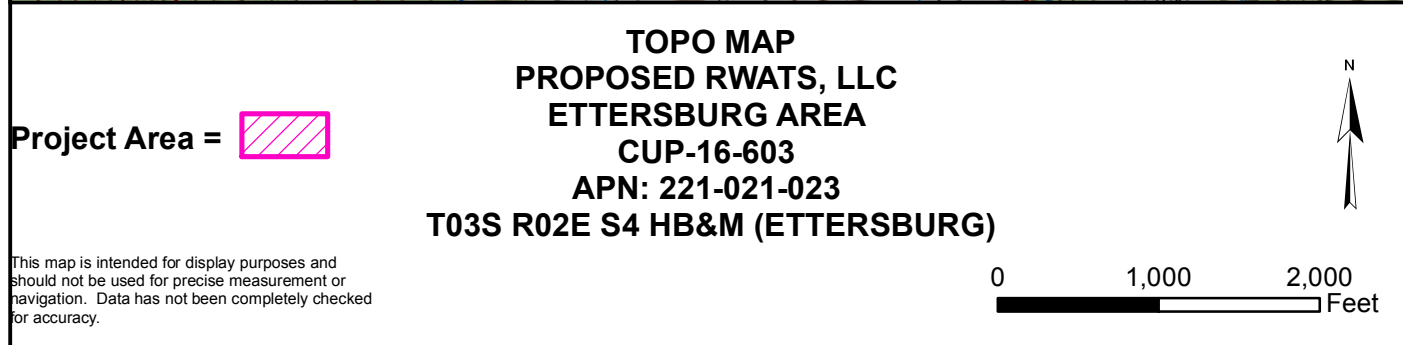 TOPO MAP
PROPOSED RWATS, LLC
ETTERSBURG AREA
CUP-16-603
APN: 221-021-023
T03S R02E S4 HB&M (ETTERSBURG)
Project Area =
This map is intended for display purposes and
should not be used for precise measurement or
navigation. Data has not been completely checked
for accuracy.
N
0 1,000 2,000
Feet